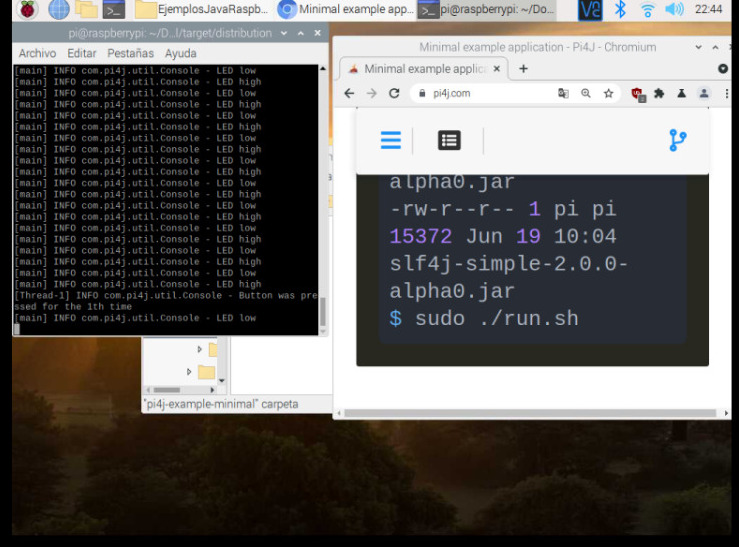 EjemplosJavaRaspb...
Minimal example app...
pi@raspberrypi: ~/Do...
V2
22:44
pi@raspberrypi: ~/D...l/target/distribution
Archivo Editar Pestañas Ayuda
[main] INFO com.pi4j.util.Console - LED low
[main] INFO com.pi4j.util.Console - LED high
[main] INFO com.pi4j.util.Console - LED low
[main] INFO com.pi4j.util.Console - LED high
[main] INFO com.pi4j.util.Console - LED low
[main] INFO com.pi4j.util.Console - LED high
[main] INFO com.pi4j.util.Console - LED low
[main] INFO com.pi4j.util.Console - LED high
[main] INFO com.pi4j.util.Console - LED low
[main] INFO com.pi4j.util.Console - LED high
[main] INFO com.pi4j.util.Console - LED low
[main] INFO com.pi4j.util.Console - LED high
[main] INFO com.pi4j.util.Console - LED low
[main] INFO com.pi4j.util.Console - LED high
[main] INFO com.pi4j.util.Console - LED low
[main] INFO com.pi4j.util.Console - LED high
[main] INFO com.pi4j.util.Console - LED low
[main] INFO com.pi4j.util.Console - LED high
[main] INFO com.pi4j.util.Console - LED low
[main] INFO com.pi4j.util.Console - LED high
[Thread-1] INFO com.pi4j.util.Console - Button was pre
ssed for the 1th time
[main] INFO com.pi4j.util.Console - LED low
"pi4j-example-minimal" carpeta
Minimal example application - Pi4J - Chromium
Minimal example applic
pi4j.com
alpha0.jar
-rw-r--r-- 1 pi pi
15372 Jun 19 10:04
slf4j-simple-2.0.0-
alpha0.jar
$ sudo ./run.sh